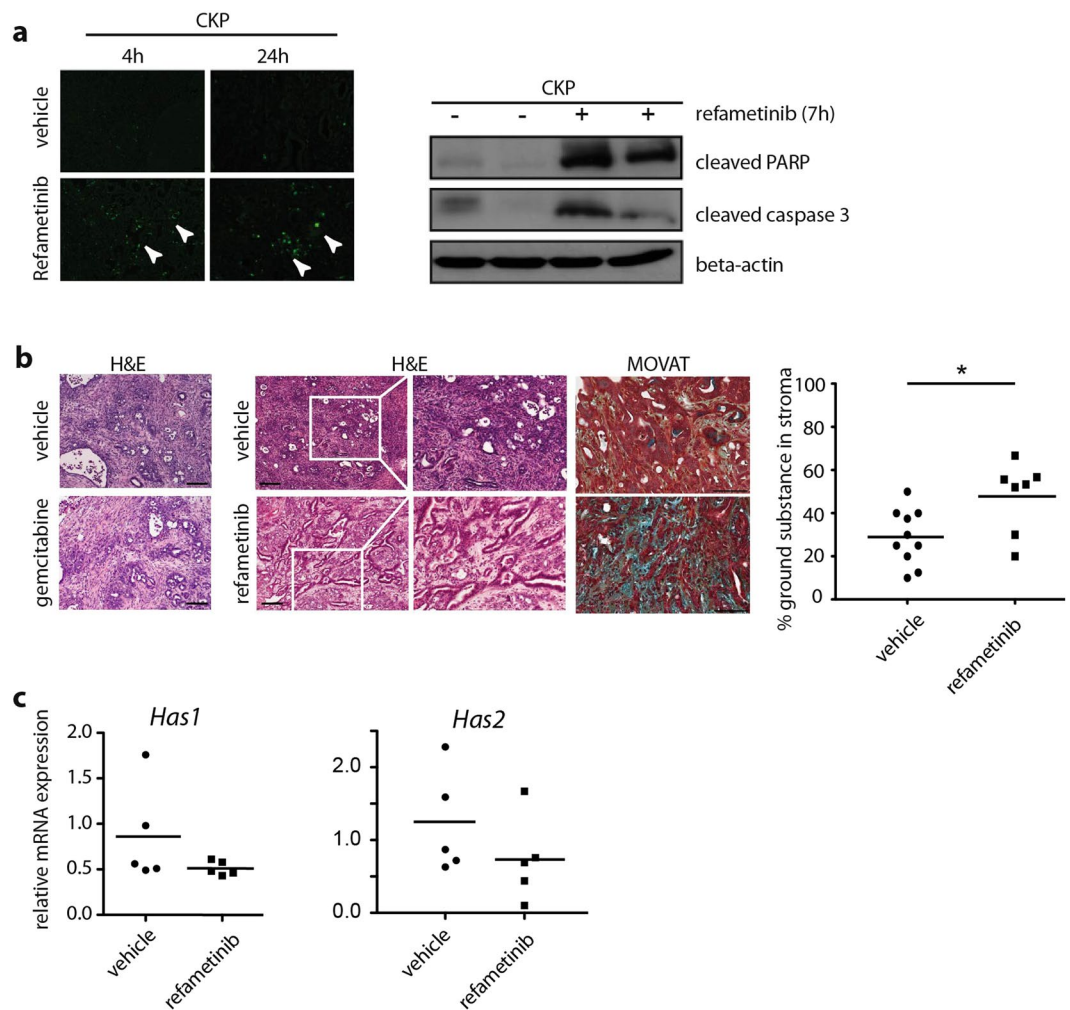 a
CKP
4h 24h
vehicle
Refametinib
CKP
- - + + refametinib (7h)
cleaved PARP
cleaved caspase 3
beta-actin
b
H&E H&E MOVAT
vehicle
gemcitabine
vehicle
refametinib
% ground substance in stroma
100
80
60
40
20
0
*
vehicle
refametinib
c
Has1
relative mRNA expression
2.0
1.5
1.0
0.5
0.0
vehicle
refametinib
Has2
2.0
1.0
0.0
vehicle
refametinib